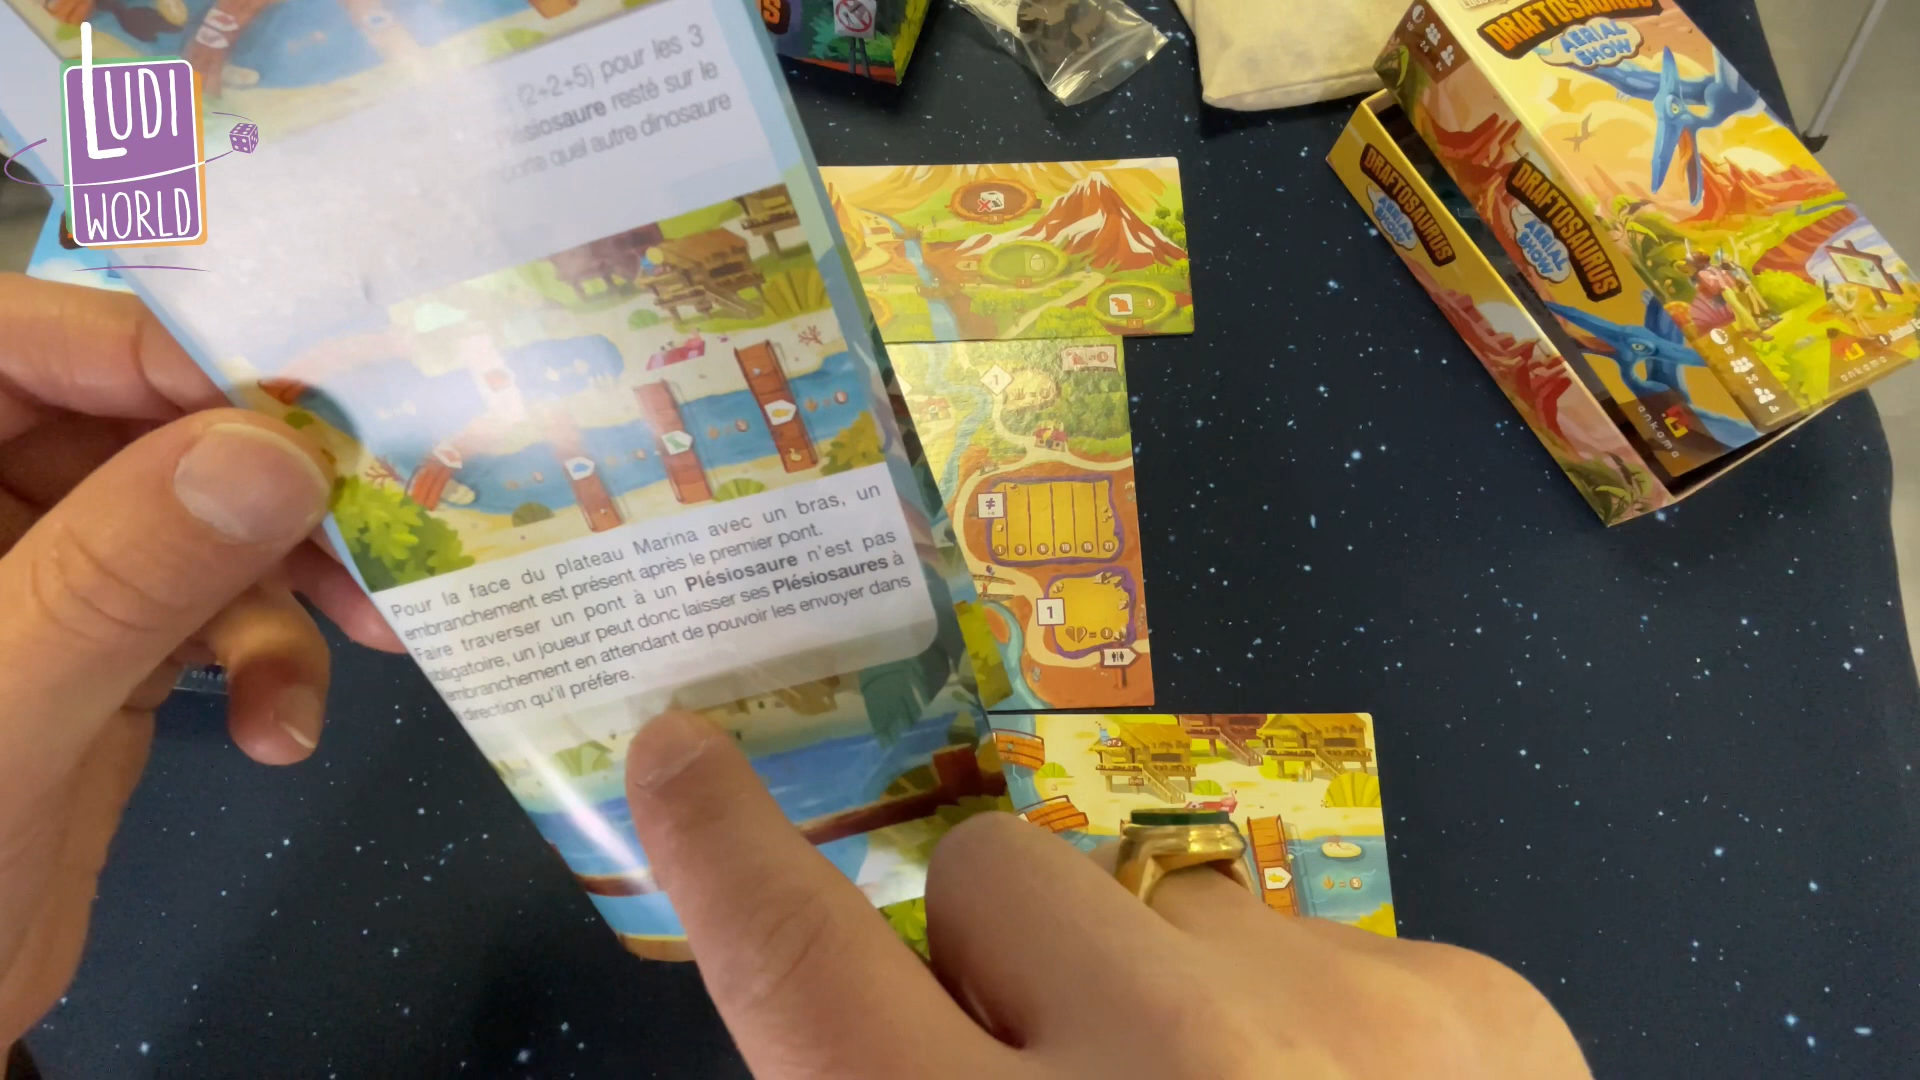 LUDI
WORLD
(2+2+5) pour les 3
resté sur le
quel autre dinosaure
Pour la face du plateau Marina avec un bras, un
embranchement est présent après le premier pont.
Faire traverser un pont à un Plésiosaure n'est pas
obligatoire, un joueur peut donc laisser ses Plésiosaures à
embranchement en attendant de pouvoir les envoyer dans
direction qu'il préfère.
DRAFTOSAURUS
AERIAL
SHOW
DRAFTOSAURUS
AERIAL
SHOW
DRAFTOSAURUS
AERIAL
SHOW
ankama
ankama
1